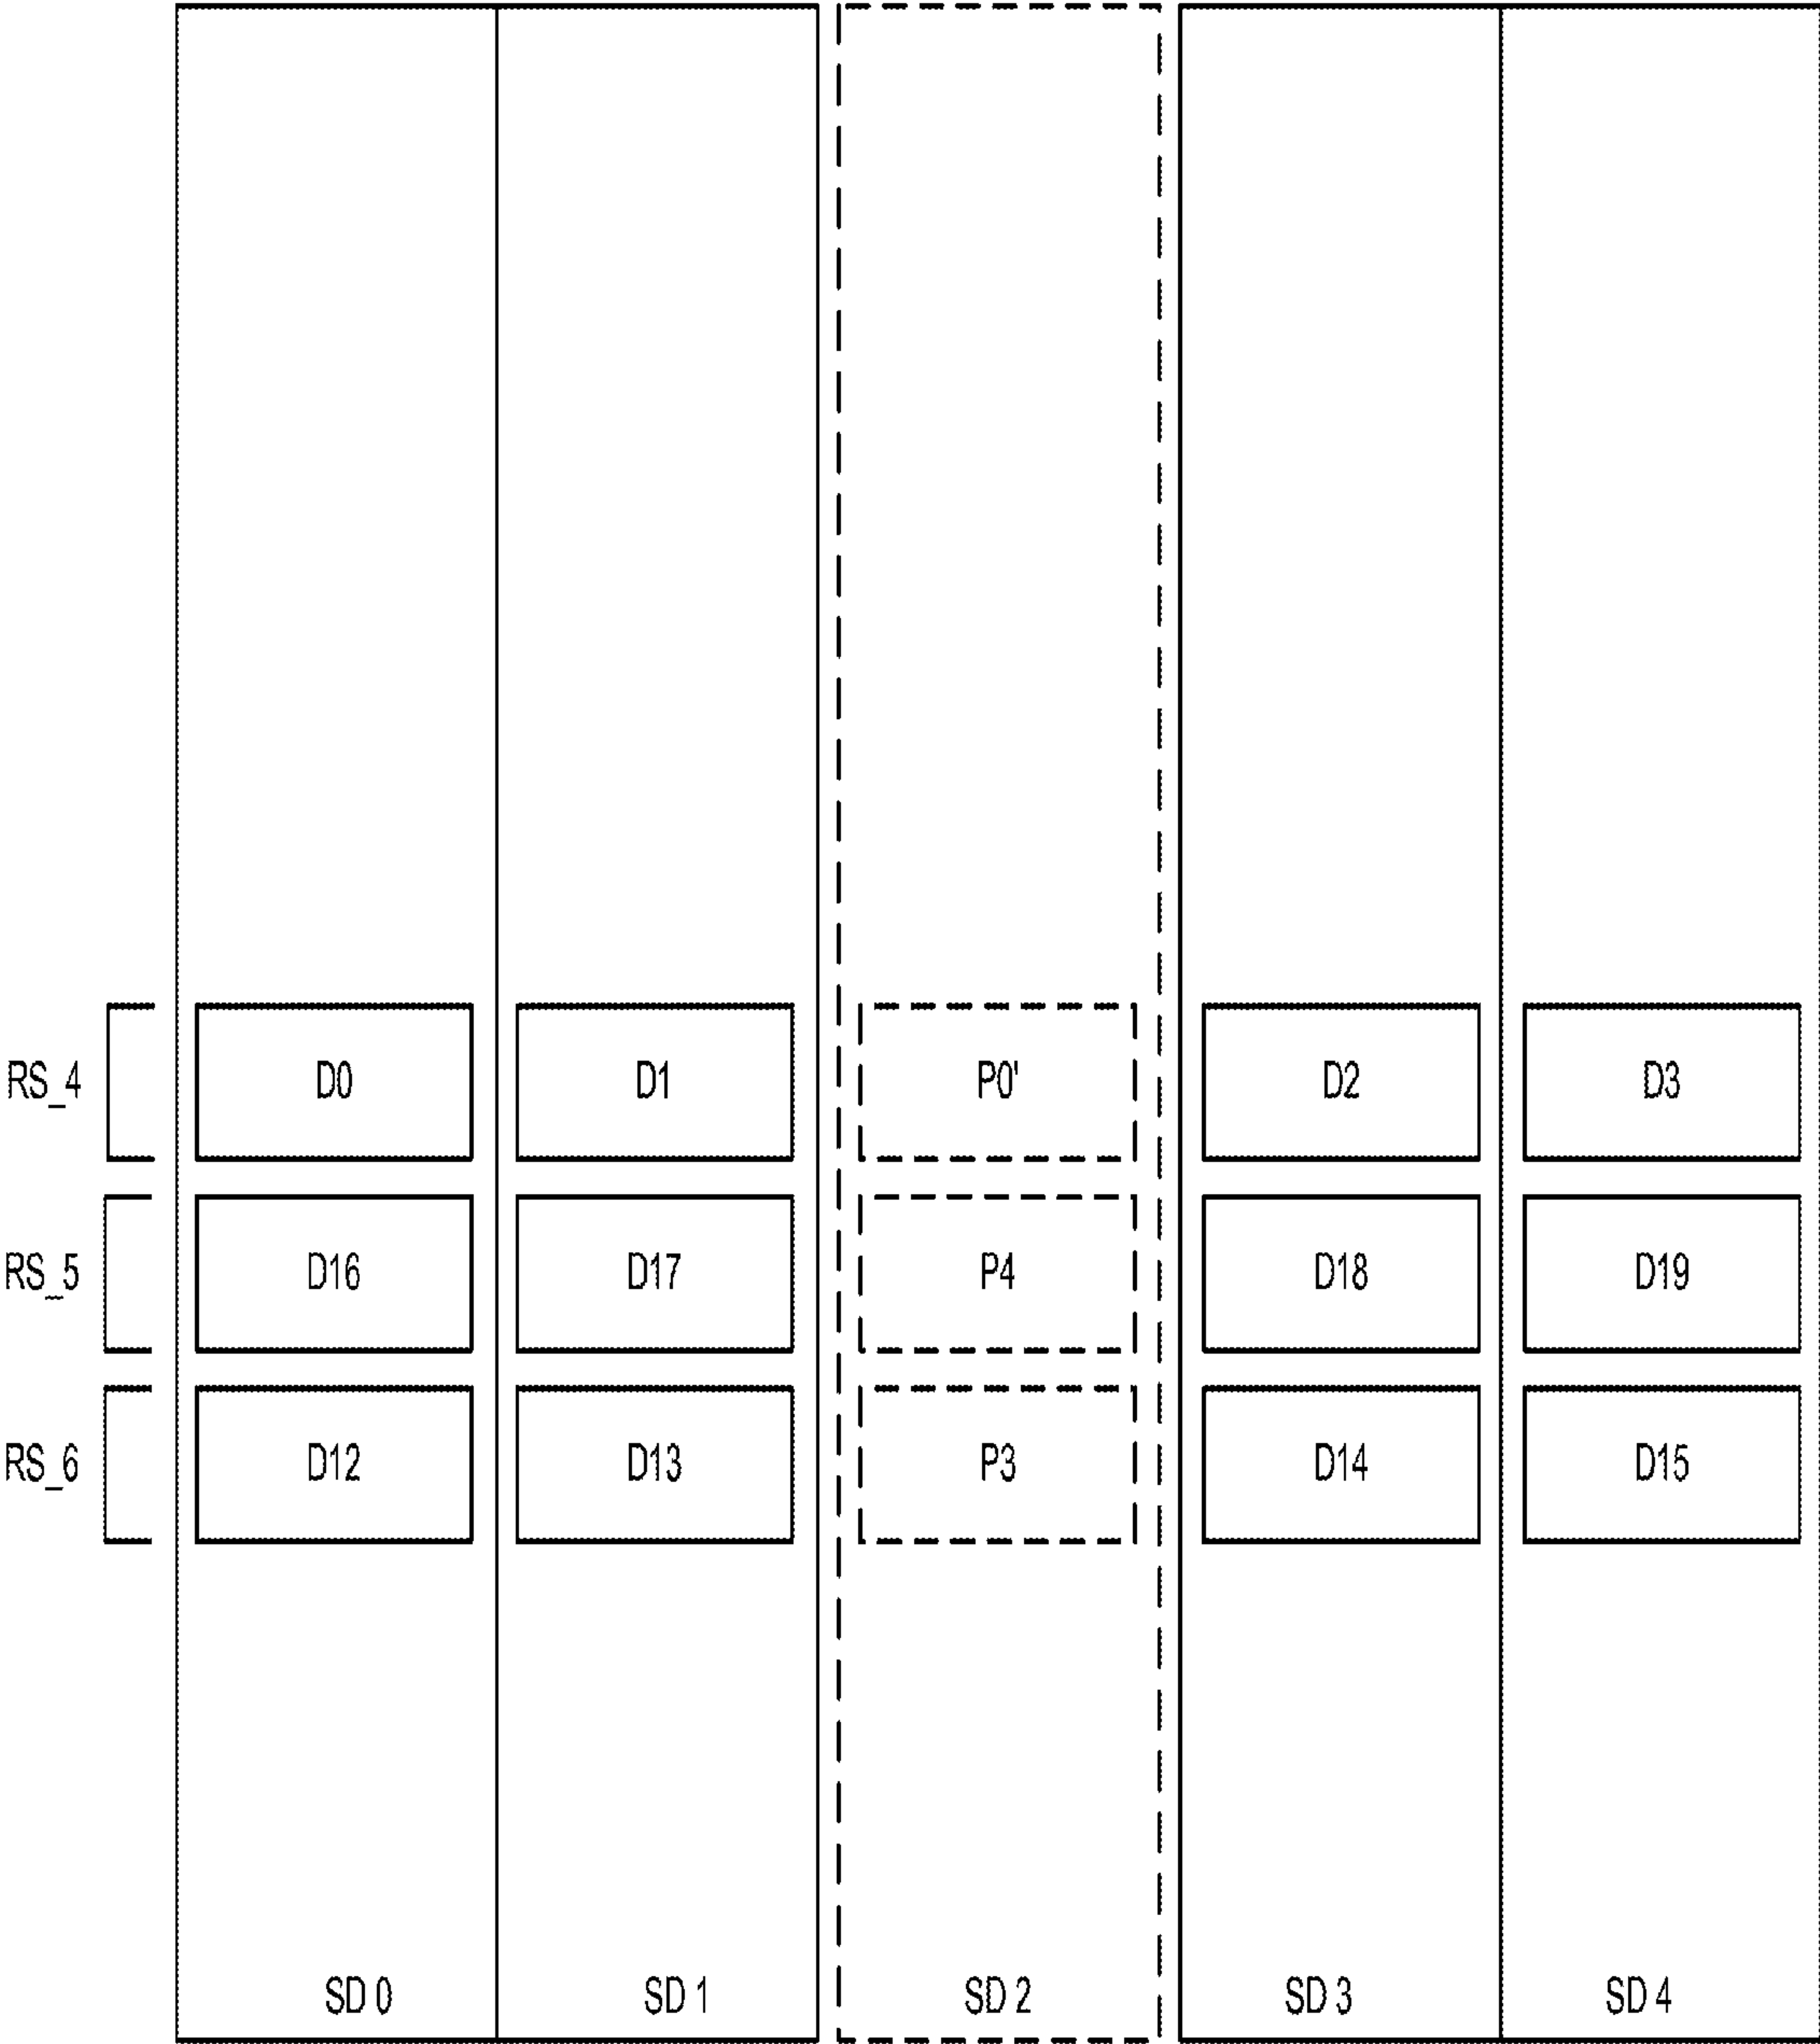 RS_4 D0 D1 P0' D2 D3
RS_5 D16 D17 P4 D18 D19
RS_6 D12 D13 P3 D14 D15
SD 0 SD 1 SD 2 SD 3 SD 4